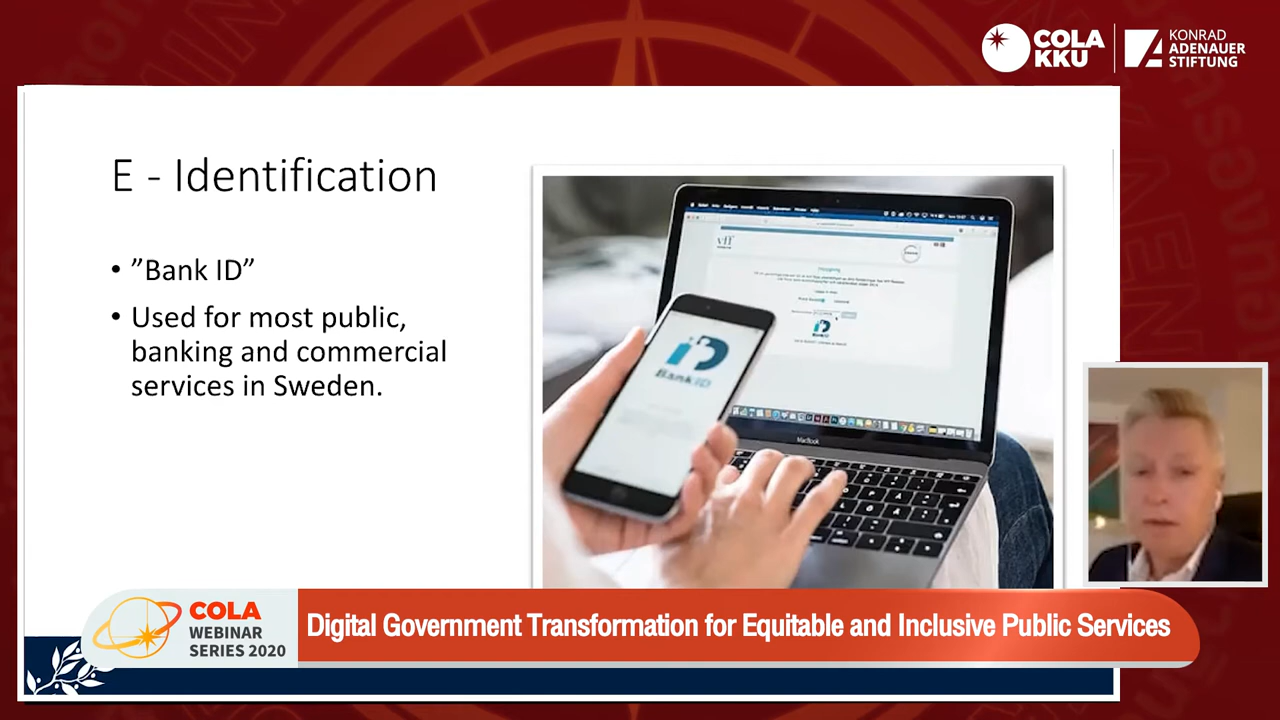 COLA
KKU
KONRAD
ADENAUER
STIFTUNG
E - Identification
• ”Bank ID”
• Used for most public,
banking and commercial
services in Sweden.
vff
BankID
MacBook
COLA
WEBINAR
SERIES 2020
Digital Government Transformation for Equitable and Inclusive Public Services